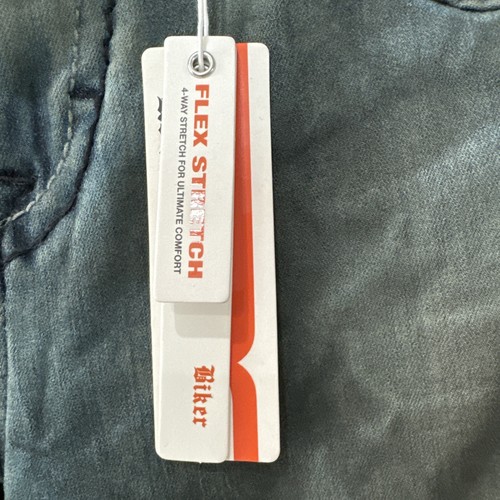 FLEX STRETCH
4-WAY STRETCH FOR ULTIMATE COMFORT
Biker